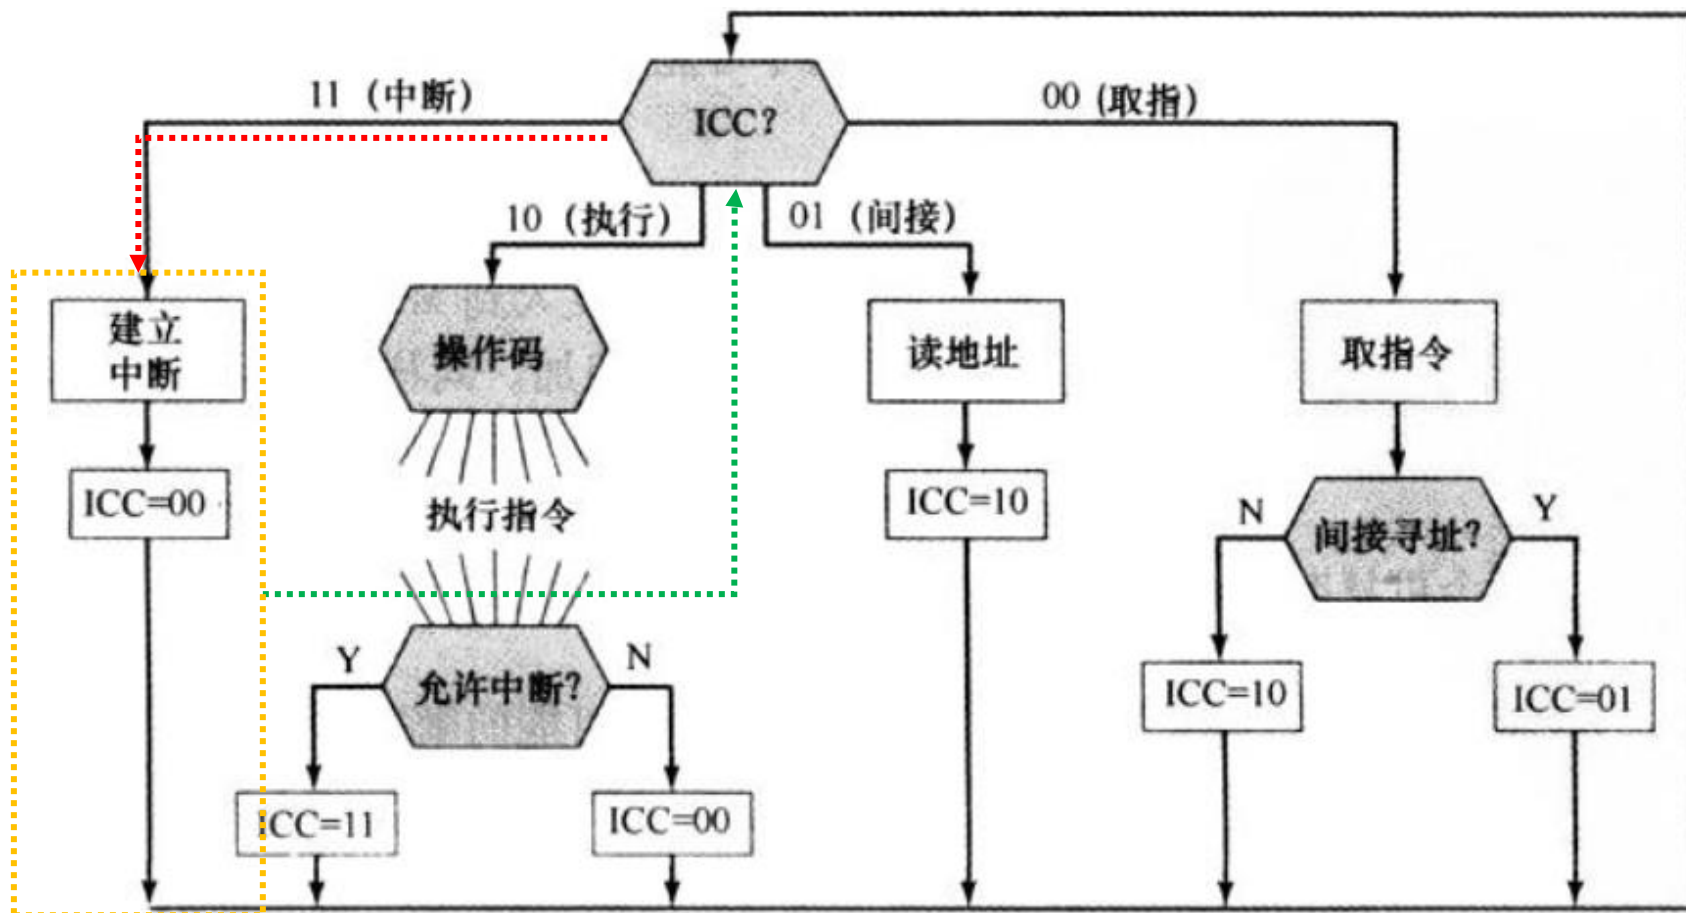 11 (中断)
00 (取指)
ICC?
10 (执行)
01 (间接)
建立
中断
操作码
读地址
取指令
ICC=00
执行指令
ICC=10
N
间接寻址?
Y
Y
允许中断?
N
ICC=10
ICC=01
ICC=11
ICC=00